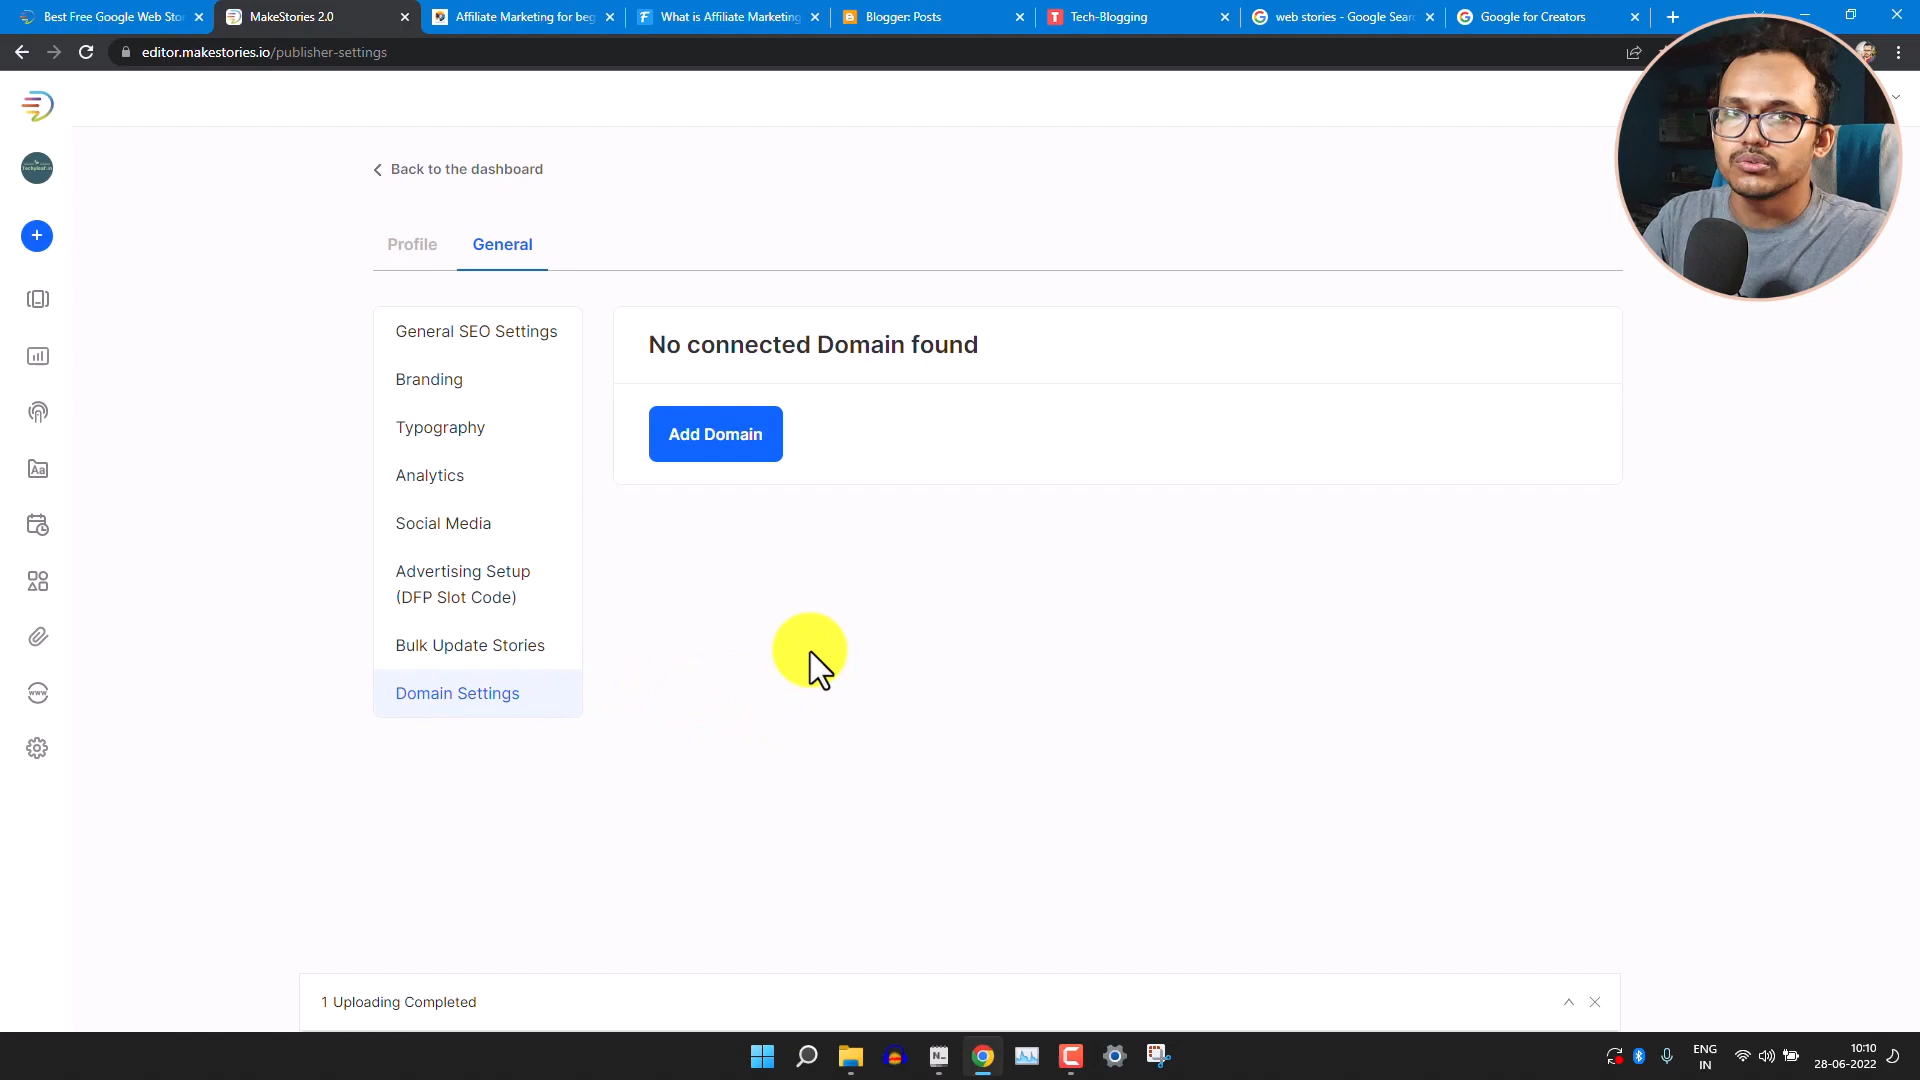 Best Free Google Web Stor
MakeStories 2.0
Affiliate Marketing for beg
What is Affiliate Marketing
Blogger: Posts
Tech-Blogging
web stories - Google Sear
Google for Creators
editor.makestories.io/publisher-settings
Back to the dashboard
Profile
General
General SEO Settings
Branding
Typography
Analytics
Social Media
Advertising Setup
(DFP Slot Code)
Bulk Update Stories
Domain Settings
No connected Domain found
Add Domain
1 Uploading Completed
ENG
IN
10:10
28-06-2022